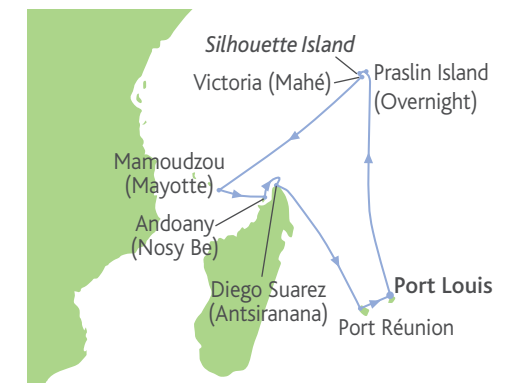 Silhouette Island
Victoria (Mahé)
Praslin Island
(Overnight)
Mamoudzou
(Mayotte)
Andoany
(Nosy Be)
Diego Suarez
(Antsiranana)
Port Louis
Port Réunion